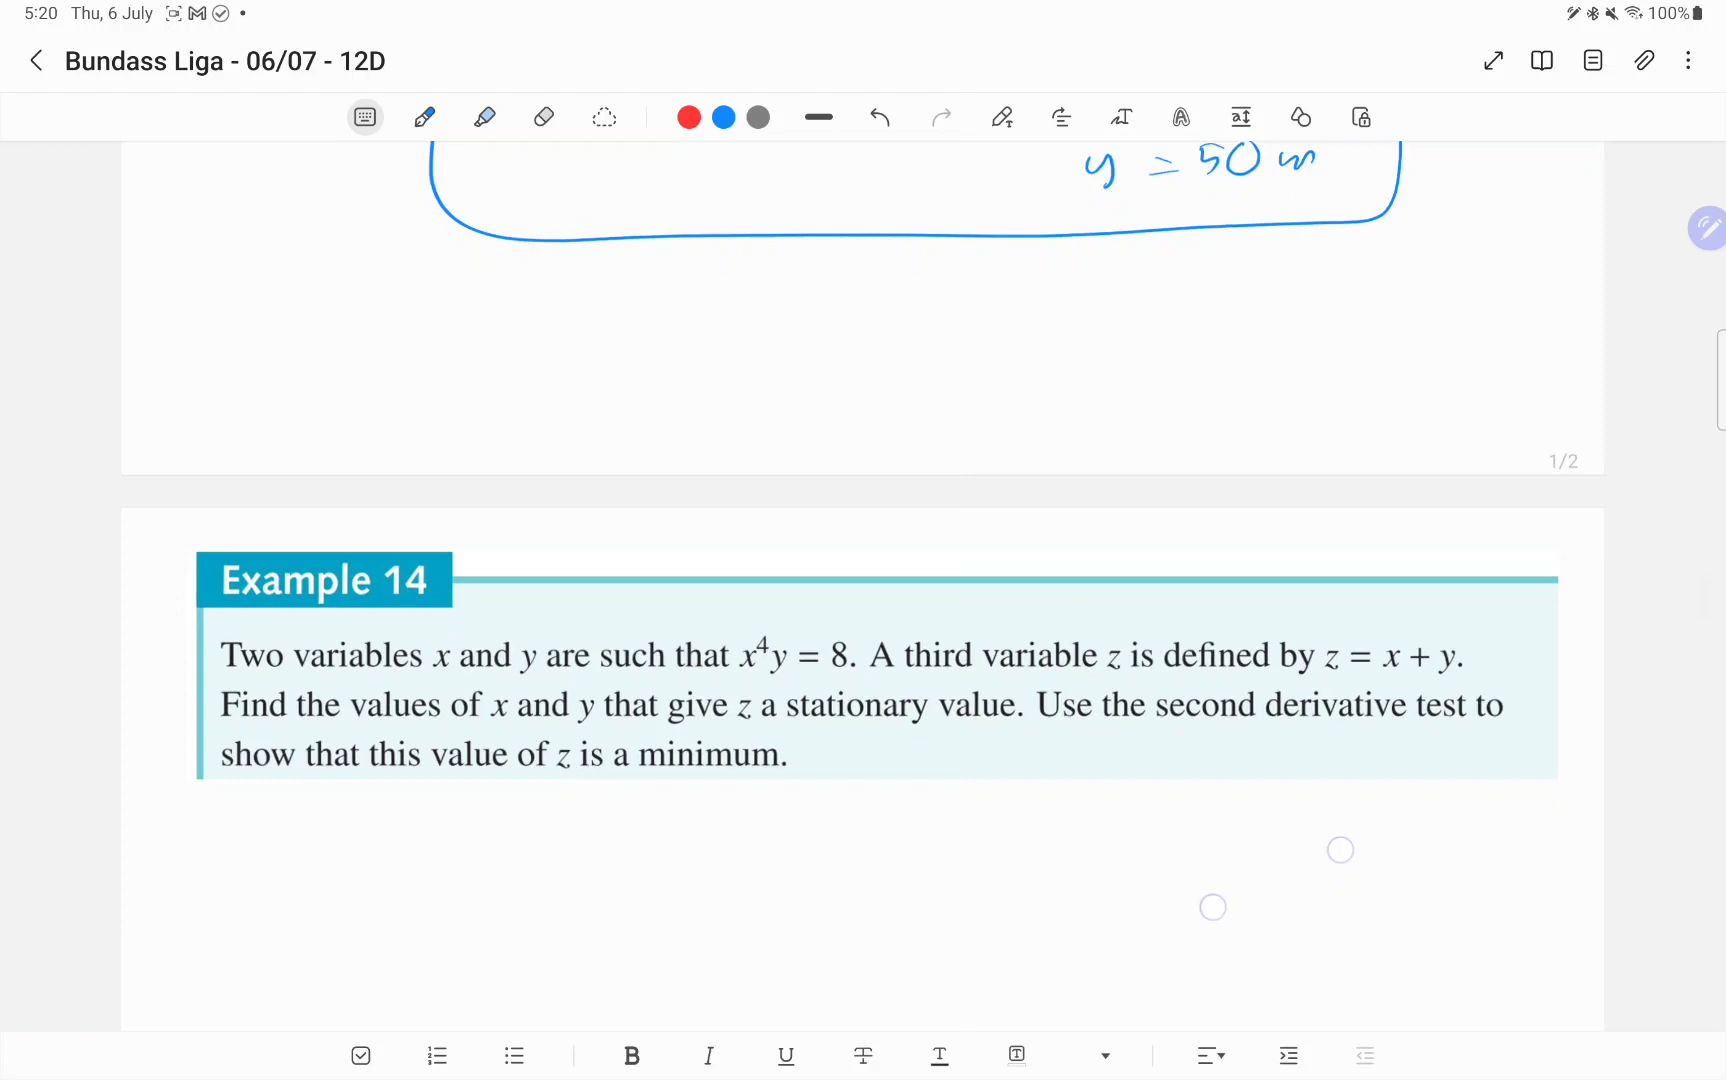 5:20 Thu, 6 July
100%
Bundass Liga - 06/07 - 12D
y = 50 m
1/2
Example 14
Two variables x and y are such that x⁴y = 8. A third variable z is defined by z = x + y.
Find the values of x and y that give z a stationary value. Use the second derivative test to
show that this value of z is a minimum.